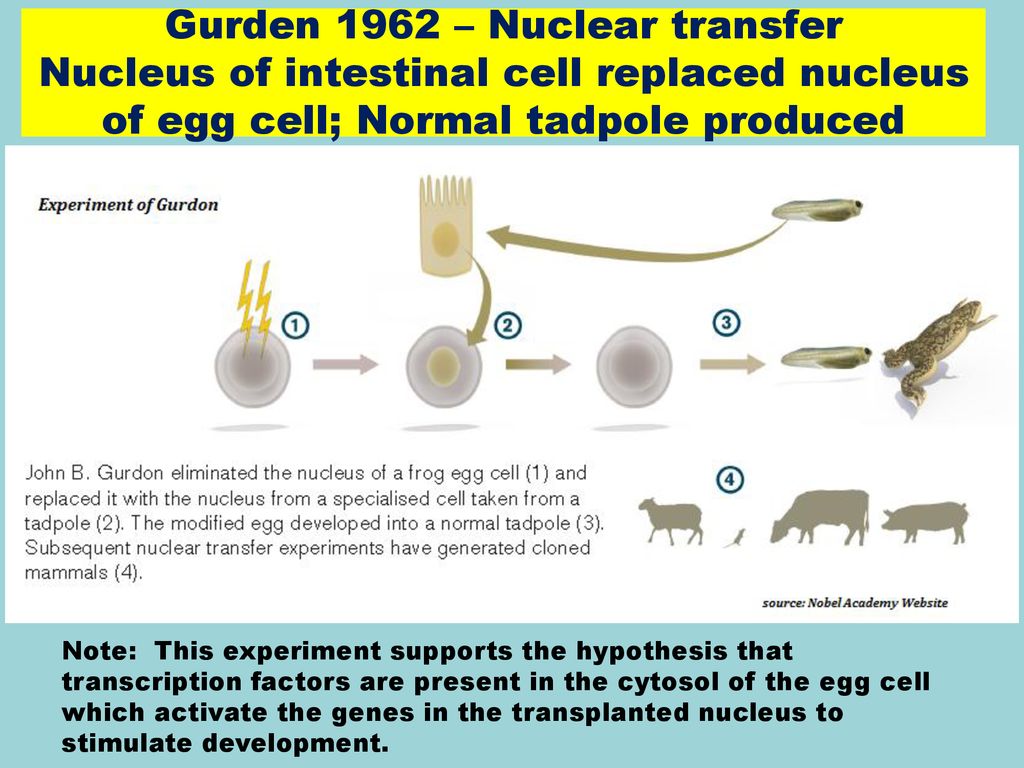 Gurden 1962 – Nuclear transfer
Nucleus of intestinal cell replaced nucleus
of egg cell; Normal tadpole produced
Experiment of Gurdon
1
2
3
John B. Gurdon eliminated the nucleus of a frog egg cell (1) and
replaced it with the nucleus from a specialised cell taken from a
tadpole (2). The modified egg developed into a normal tadpole (3).
Subsequent nuclear transfer experiments have generated cloned
mammals (4).
4
source: Nobel Academy Website
Note:  This experiment supports the hypothesis that
transcription factors are present in the cytosol of the egg cell
which activate the genes in the transplanted nucleus to
stimulate development.